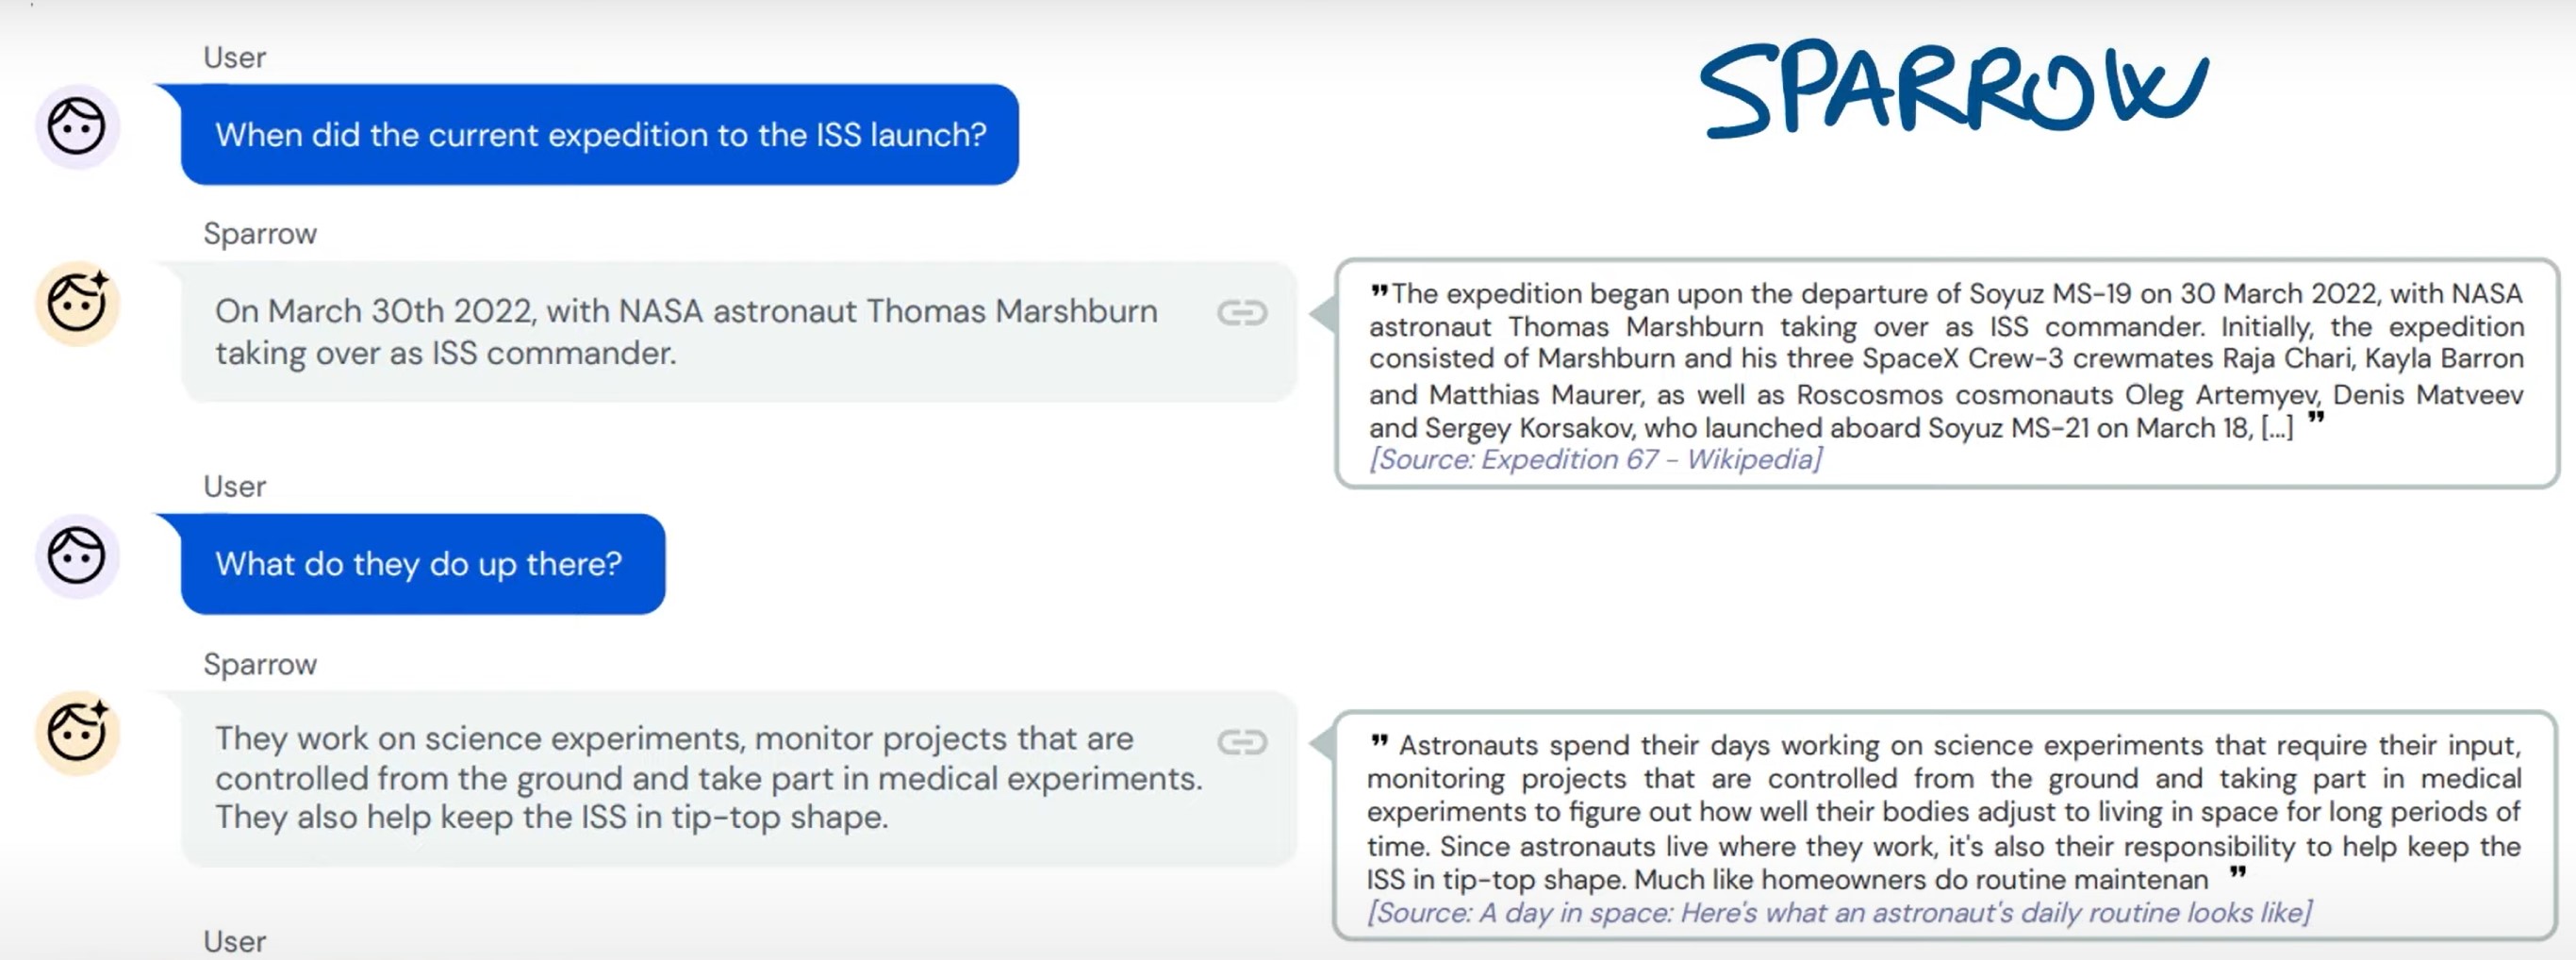 SPARROW
User
When did the current expedition to the ISS launch?
Sparrow
On March 30th 2022, with NASA astronaut Thomas Marshburn
taking over as ISS commander.
"The expedition began upon the departure of Soyuz MS-19 on 30 March 2022, with NASA
astronaut Thomas Marshburn taking over as ISS commander. Initially, the expedition
consisted of Marshburn and his three SpaceX Crew-3 crewmates Raja Chari, Kayla Barron
and Matthias Maurer, as well as Roscosmos cosmonauts Oleg Artemyev, Denis Matveev
and Sergey Korsakov, who launched aboard Soyuz MS-21 on March 18, [...] "
[Source: Expedition 67 - Wikipedia]
User
What do they do up there?
Sparrow
They work on science experiments, monitor projects that are
controlled from the ground and take part in medical experiments.
They also help keep the ISS in tip-top shape.
" Astronauts spend their days working on science experiments that require their input,
monitoring projects that are controlled from the ground and taking part in medical
experiments to figure out how well their bodies adjust to living in space for long periods of
time. Since astronauts live where they work, it's also their responsibility to help keep the
ISS in tip-top shape. Much like homeowners do routine maintenan "
[Source: A day in space: Here's what an astronaut's daily routine looks like]
User